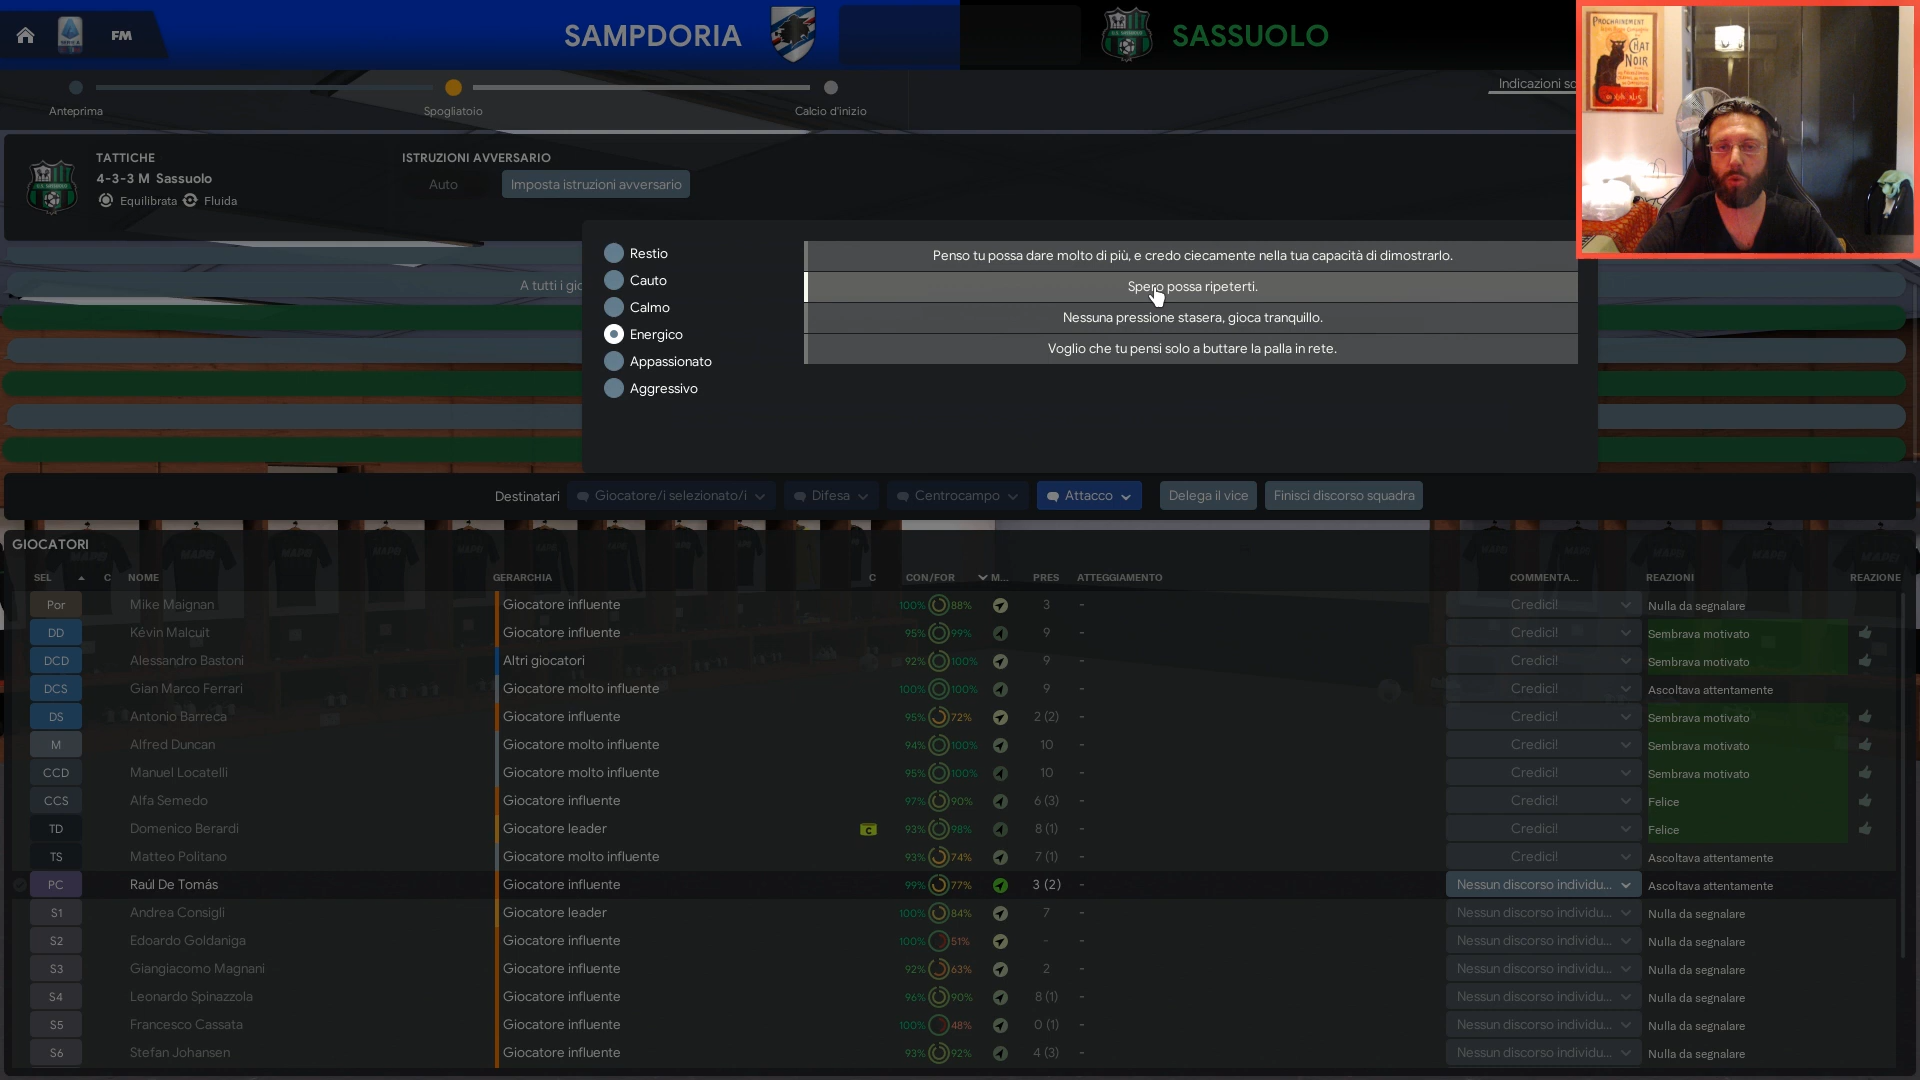 FM
SAMPDORIA
SASSUOLO
Anteprima
Spogliatoio
Calcio d'inizio
Indicazioni
PROCHAINEMENT
CHAT
NOIR
TATTICHE
4-3-3 M Sassuolo
Equilibrata Fluida
ISTRUZIONI AVVERSARIO
Auto Imposta istruzioni avversario
A tutti i
Restio
Cauto
Calmo
Energico
Appassionato
Aggressivo
Penso tu possa dare molto di più, e credo ciecamente nella tua capacità di dimostrarlo.
Spero possa ripeterti.
Nessuna pressione stasera, gioca tranquillo.
Voglio che tu pensi solo a buttare la palla in rete.
Destinatari Giocatore/i selezionato/i Difesa Centrocampo Attacco Delega il vice Finisci discorso squadra
GIOCATORI
SEL C NOME GERARCHIA C CON/FOR M... PRES ATTEGGIAMENTO COMMENTA... REAZIONI REAZIONE
Por Mike Maignan Giocatore influente 100% 88% 3 - Credici! Nulla da segnalare
DD Kévin Malcuit Giocatore influente 95% 99% 9 - Credici! Sembrava motivato
DCD Alessandro Bastoni Altri giocatori 92% 100% 9 - Credici! Sembrava motivato
DCS Gian Marco Ferrari Giocatore molto influente 100% 100% 9 - Credici! Ascoltava attentamente
DS Antonio Barreca Giocatore influente 95% 72% 2 (2) - Credici! Sembrava motivato
M Alfred Duncan Giocatore molto influente 94% 100% 10 - Credici! Sembrava motivato
CCD Manuel Locatelli Giocatore molto influente 95% 100% 10 - Credici! Sembrava motivato
CCS Alfa Semedo Giocatore influente 97% 90% 6 (3) - Credici! Felice
TD Domenico Berardi Giocatore leader C 93% 98% 8 (1) - Credici! Felice
TS Matteo Politano Giocatore molto influente 93% 74% 7 (1) - Credici! Ascoltava attentamente
PC Raúl De Tomás Giocatore influente 99% 77% 3 (2) - Nessun discorso individu... Ascoltava attentamente
S1 Andrea Consigli Giocatore leader 100% 84% 7 - Nessun discorso individu... Nulla da segnalare
S2 Edoardo Goldaniga Giocatore influente 100% 51% - - Nessun discorso individu... Nulla da segnalare
S3 Giangiacomo Magnani Giocatore influente 92% 63% 2 - Nessun discorso individu... Nulla da segnalare
S4 Leonardo Spinazzola Giocatore influente 96% 90% 8 (1) - Nessun discorso individu... Nulla da segnalare
S5 Francesco Cassata Giocatore influente 100% 48% 0 (1) - Nessun discorso individu... Nulla da segnalare
S6 Stefan Johansen Giocatore influente 93% 92% 4 (3) - Nessun discorso individu... Nulla da segnalare